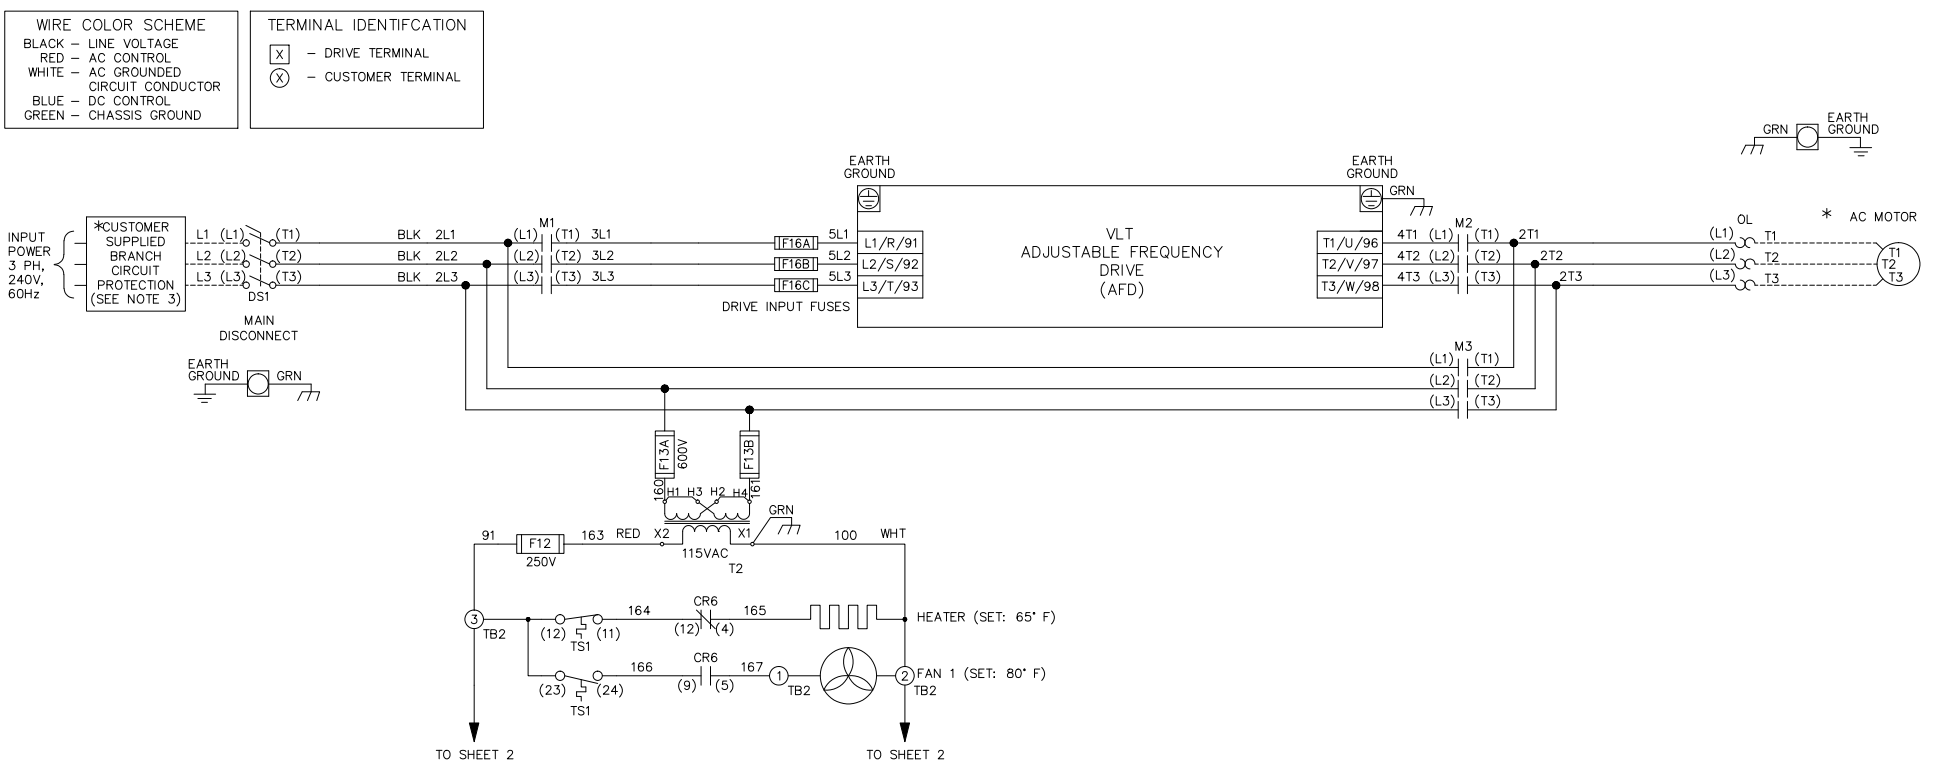 WIRE COLOR SCHEME
BLACK – LINE VOLTAGE
RED – AC CONTROL
WHITE – AC GROUNDED
CIRCUIT CONDUCTOR
BLUE – DC CONTROL
GREEN – CHASSIS GROUND
TERMINAL IDENTIFCATION
X – DRIVE TERMINAL
X – CUSTOMER TERMINAL
GRN
EARTH
GROUND
INPUT
POWER
3 PH,
240V,
60Hz
*CUSTOMER
SUPPLIED
BRANCH
CIRCUIT
PROTECTION
(SEE NOTE 3)
L1 (L1) (T1) BLK 2L1 (L1) M1 (T1) 3L1 F16A 5L1 L1/R/91
L2 (L2) (T2) BLK 2L2 (L2) (T2) 3L2 F16B 5L2 L2/S/92
L3 (L3) (T3) BLK 2L3 (L3) (T3) 3L3 F16C 5L3 L3/T/93
DS1
MAIN
DISCONNECT
DRIVE INPUT FUSES
EARTH
GROUND
VLT
ADJUSTABLE FREQUENCY
DRIVE
(AFD)
EARTH
GROUND
GRN
T1/U/96 4T1 (L1) M2 (T1) 2T1 (L1) OL T1
T2/V/97 4T2 (L2) (T2) 2T2 (L2) T2
T3/W/98 4T3 (L3) (T3) 2T3 (L3) T3
* AC MOTOR
T1
T2
T3
EARTH
GROUND
GRN
M3
(L1) (T1)
(L2) (T2)
(L3) (T3)
F13A
600V
F13B
160
161
H1 H3 H2 H4
GRN
91 F12 163 RED X2 X1 100 WHT
250V
115VAC
T2
3
TB2
(12) (11)
TS1
164
CR6
(12) (4)
165
HEATER (SET: 65° F)
(23) (24)
TS1
166
CR6
(9) (5)
167
1
TB2
2
TB2
FAN 1 (SET: 80° F)
TO SHEET 2
TO SHEET 2